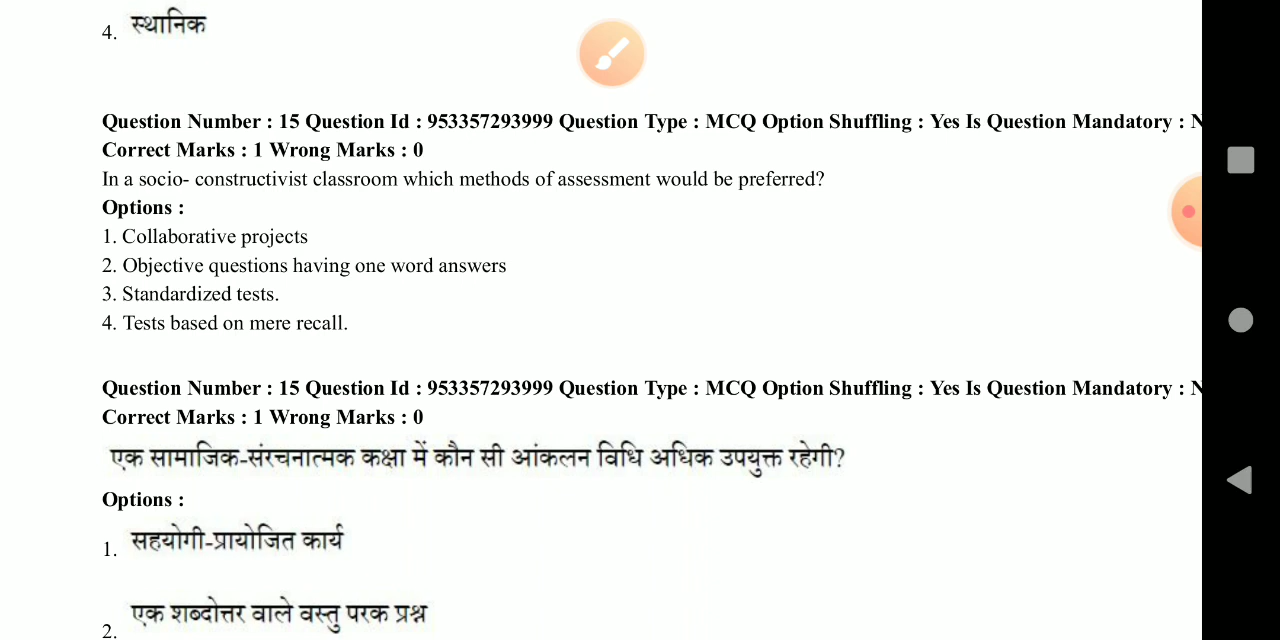 4. स्थानिक
Question Number : 15 Question Id : 953357293999 Question Type : MCQ Option Shuffling : Yes Is Question Mandatory : N
Correct Marks : 1 Wrong Marks : 0
In a socio- constructivist classroom which methods of assessment would be preferred?
Options :
1. Collaborative projects
2. Objective questions having one word answers
3. Standardized tests.
4. Tests based on mere recall.
Question Number : 15 Question Id : 953357293999 Question Type : MCQ Option Shuffling : Yes Is Question Mandatory : N
Correct Marks : 1 Wrong Marks : 0
एक सामाजिक-संरचनात्मक कक्षा में कौन सी आंकलन विधि अधिक उपयुक्त रहेगी?
Options :
1. सहयोगी-प्रायोजित कार्य
2. एक शब्दोत्तर वाले वस्तु परक प्रश्न